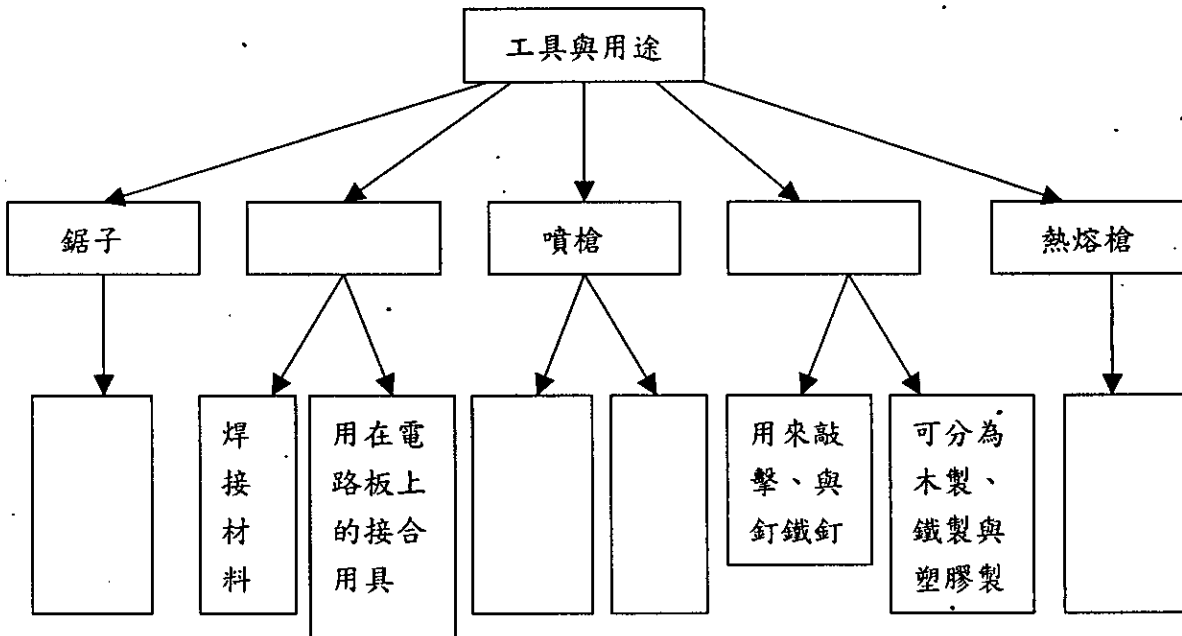 工具與用途
鋸子
噴槍
熱熔槍
焊
接
材
料
用在電
路板上
的接合
用具
用來敲
擊、與
釘鐵釘
可分為
木製、
鐵製與
塑膠製